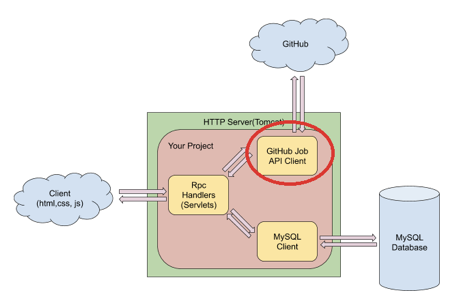 GitHub
HTTP Server(Tomcat)
Your Project
GitHub Job
API Client
Client
(html,css, js)
Rpc
Handlers
(Servlets)
MySQL
Client
MySQL
Database